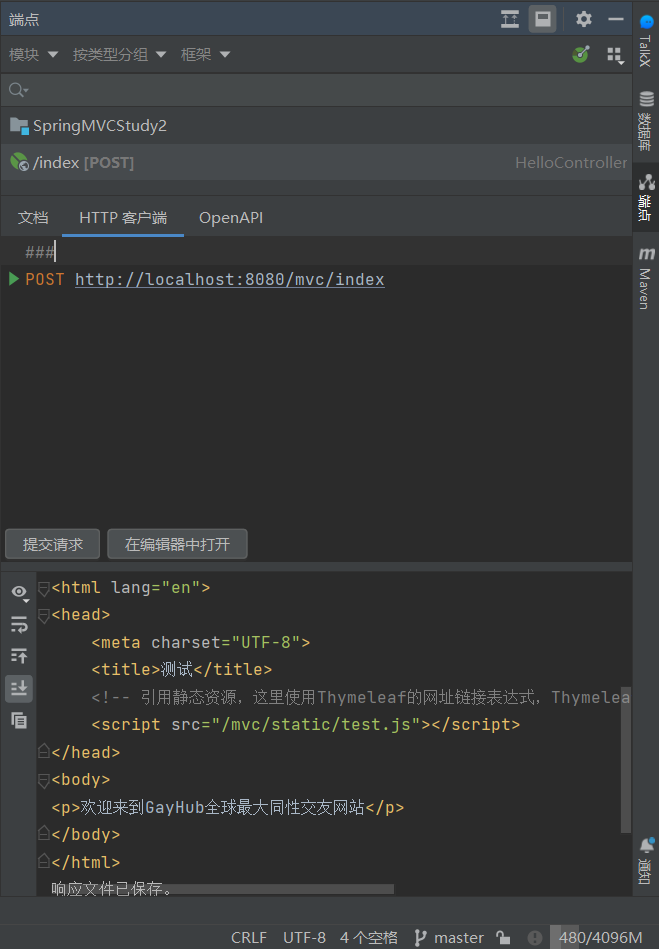 端点
模块 按类型分组 框架
SpringMVCStudy2
/index [POST] HelloController
文档 HTTP 客户端 OpenAPI
###
POST http://localhost:8080/mvc/index
提交请求 在编辑器中打开
<html lang="en">
<head>
<meta charset="UTF-8">
<title>测试</title>
<!-- 引用静态资源，这里使用Thymeleaf的网址链接表达式，Thymelea
<script src="/mvc/static/test.js"></script>
</head>
<body>
<p>欢迎来到GayHub全球最大同性交友网站</p>
</body>
</html>
响应文件已保存。
TalkX
数据库
端点
m
Maven
通知
CRLF UTF-8 4 个空格 master 480/4096M